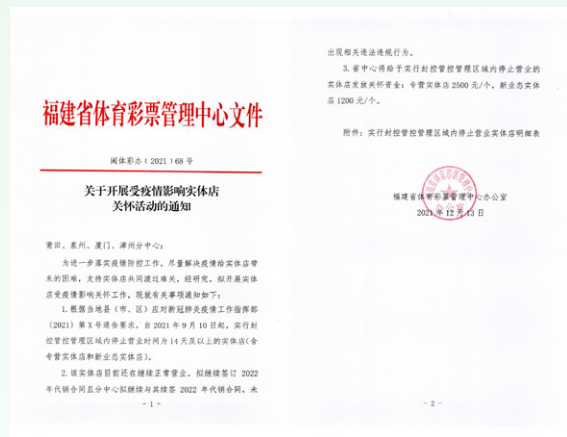 福建省体育彩票管理中心文件
闽体彩办〔2021〕68号
关于开展受疫情影响实体店
关怀活动的通知
莆田、泉州、厦门、漳州分中心：
为进一步落实疫情防控工作，尽量解决疫情给实体店带
来的困难，支持实体店共同渡过难关，经研究，拟开展实体
店受疫情影响关怀工作，现就有关事项通知如下：
1.根据当地县（市、区）应对新冠肺炎疫情工作指挥部
〔2021〕第X号通告要求，自2021年9月10日起，实行封
控管控管理区域内停止营业时间为14天及以上的实体店（含
专营实体店和新业态实体店）。
2.该实体店目前还在继续正常营业，拟继续签订2022
年代销合同且分中心拟继续与其续签2022年代销合同，未
- 1 -
出现相关违法违规行为。
3.省中心将给予实行封控管控管理区域内停止营业的
实体店发放关怀资金：专营实体店2500元/个，新业态实体
店1200元/个。
附件：实行封控管控管理区域内停止营业实体店明细表
福建省体育彩票管理中心办公室
2021年12月13日
- 2 -